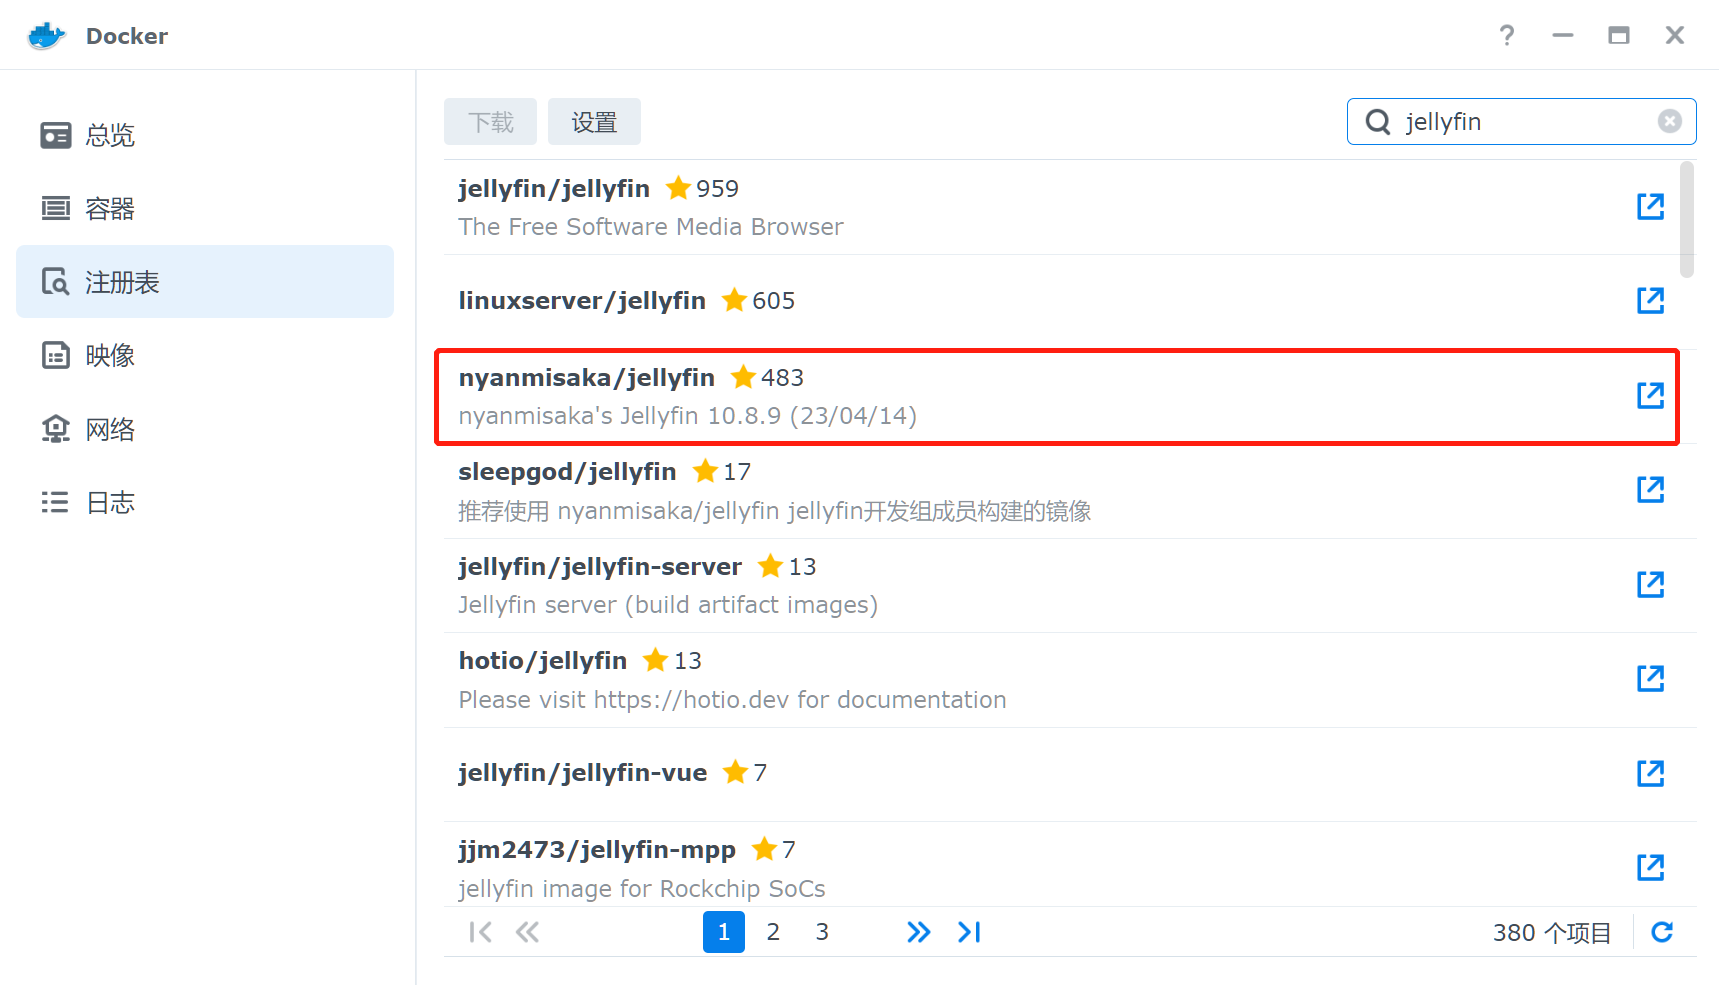 Docker
总览
容器
注册表
映像
网络
日志
下载 设置 jellyfin
jellyfin/jellyfin 959
The Free Software Media Browser
linuxserver/jellyfin 605
nyanmisaka/jellyfin 483
nyanmisaka's Jellyfin 10.8.9 (23/04/14)
sleepgod/jellyfin 17
推荐使用 nyanmisaka/jellyfin jellyfin开发组成员构建的镜像
jellyfin/jellyfin-server 13
Jellyfin server (build artifact images)
hotio/jellyfin 13
Please visit https://hotio.dev for documentation
jellyfin/jellyfin-vue 7
jjm2473/jellyfin-mpp 7
jellyfin image for Rockchip SoCs
1 2 3 380 个项目